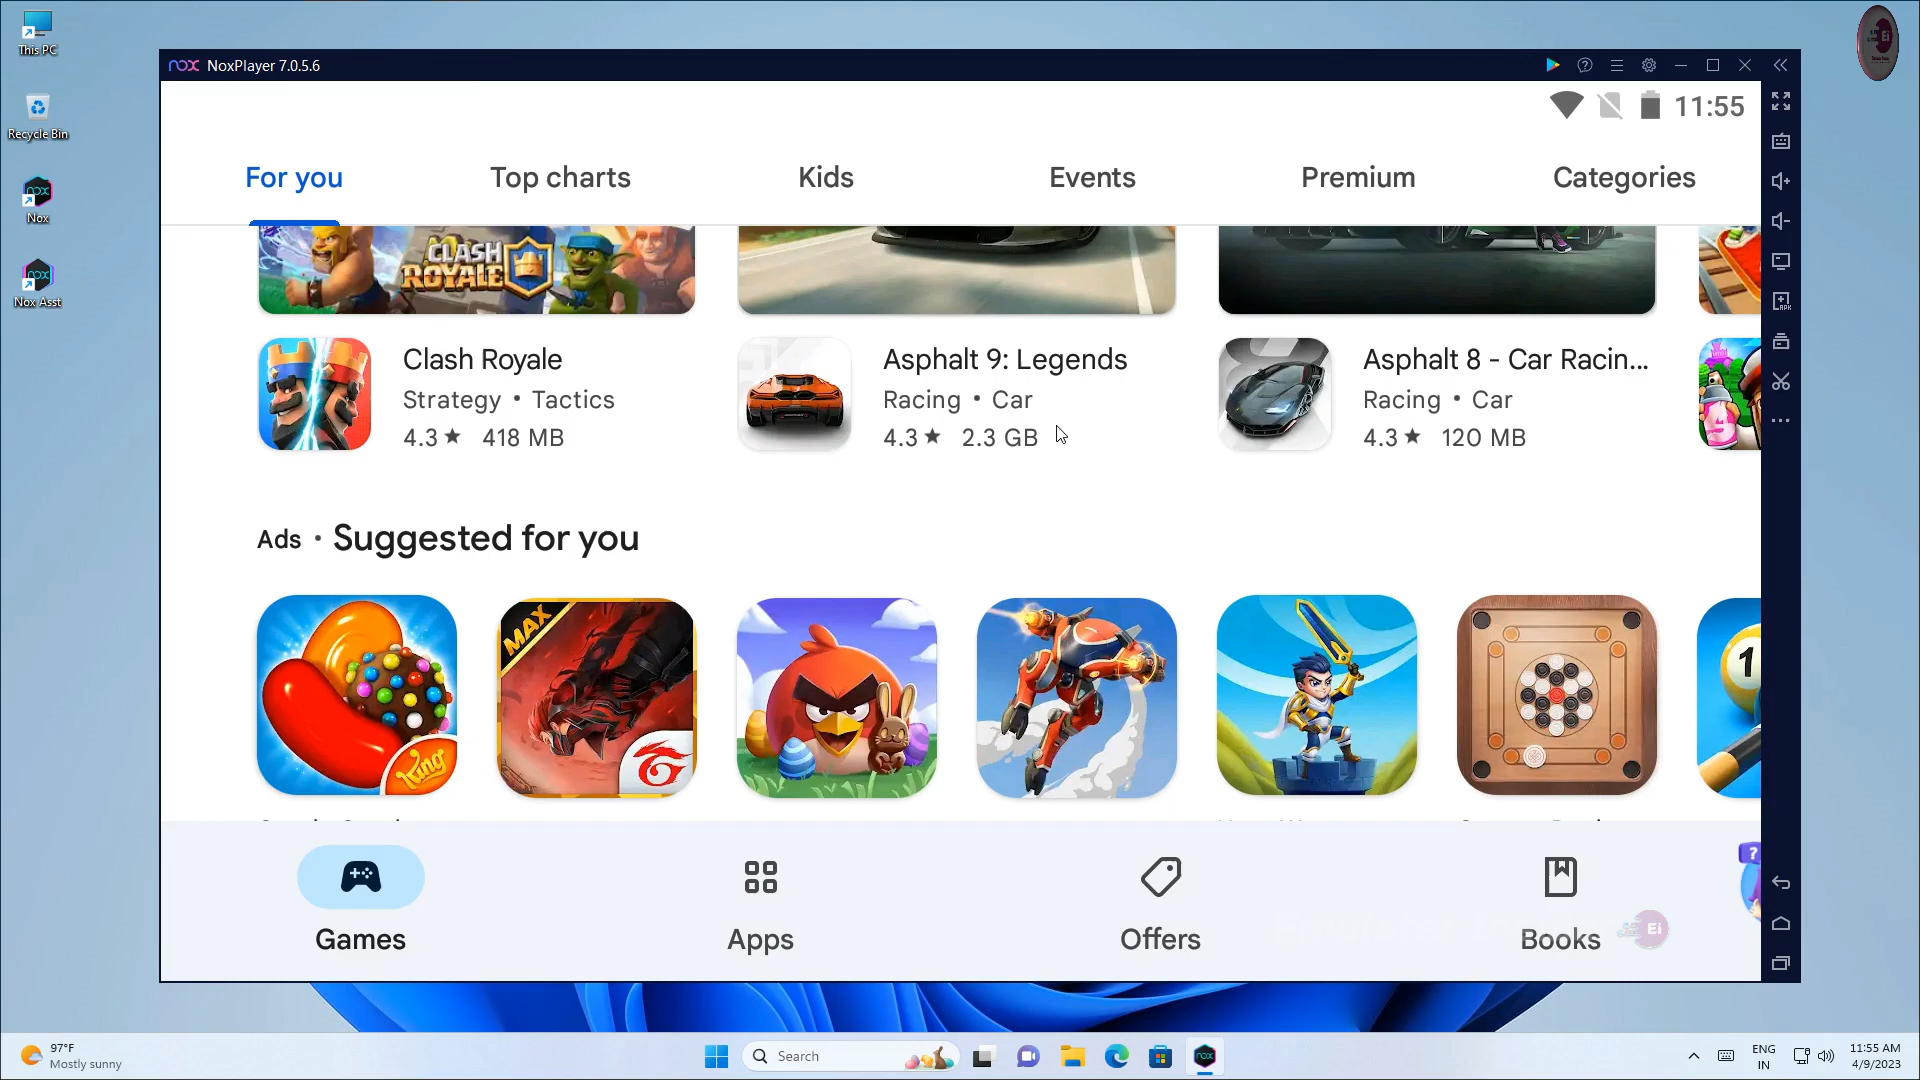 This PC
Recycle Bin
Nox
Nox Asst
nox NoxPlayer 7.0.5.6
11:55
For you
Top charts
Kids
Events
Premium
Categories
CLASH
ROYALE
Clash Royale
Strategy • Tactics
4.3 ★ 418 MB
Asphalt 9: Legends
Racing • Car
4.3 ★ 2.3 GB
Asphalt 8 - Car Racin...
Racing • Car
4.3 ★ 120 MB
Ads • Suggested for you
King
MAX
1
Games
Apps
Offers
Books
Ei
97°F
Mostly sunny
Search
ENG
IN
11:55 AM
4/9/2023